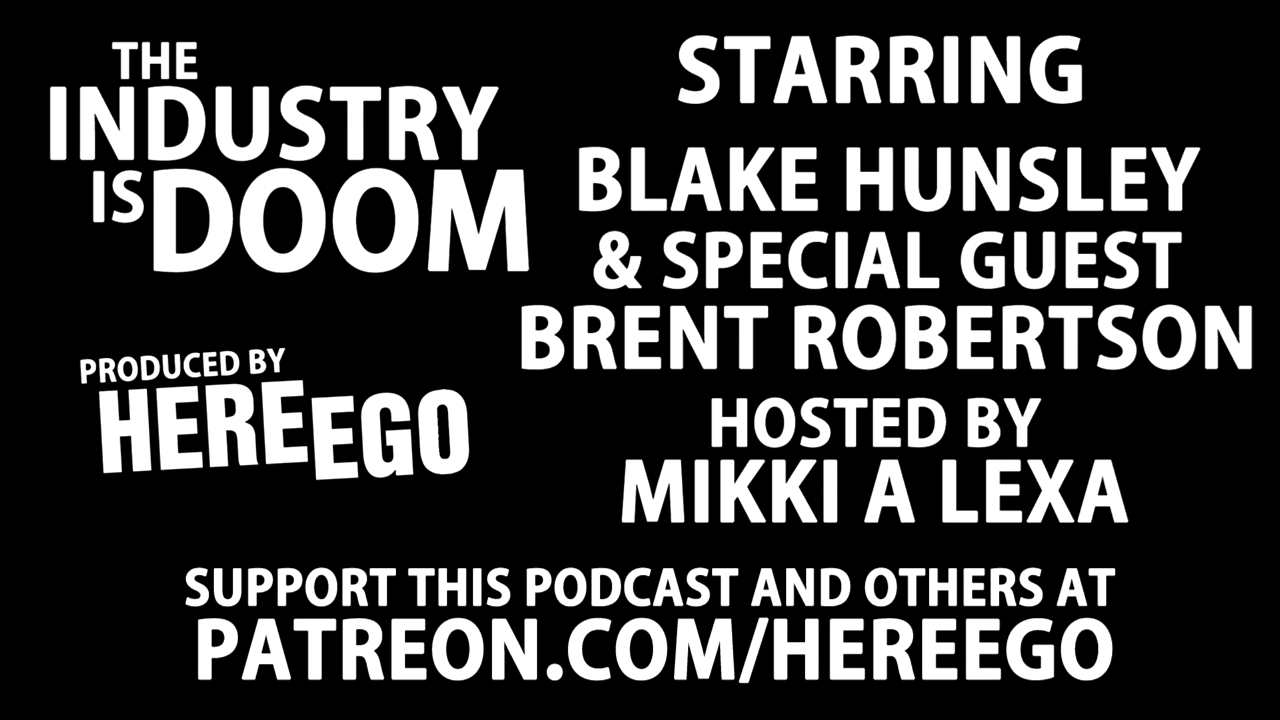 THE
INDUSTRY
IS DOOM
PRODUCED BY
HEREEGO
STARRING
BLAKE HUNSLEY
& SPECIAL GUEST
BRENT ROBERTSON
HOSTED BY
MIKKI A LEXA
SUPPORT THIS PODCAST AND OTHERS AT
PATREON.COM/HEREEGO